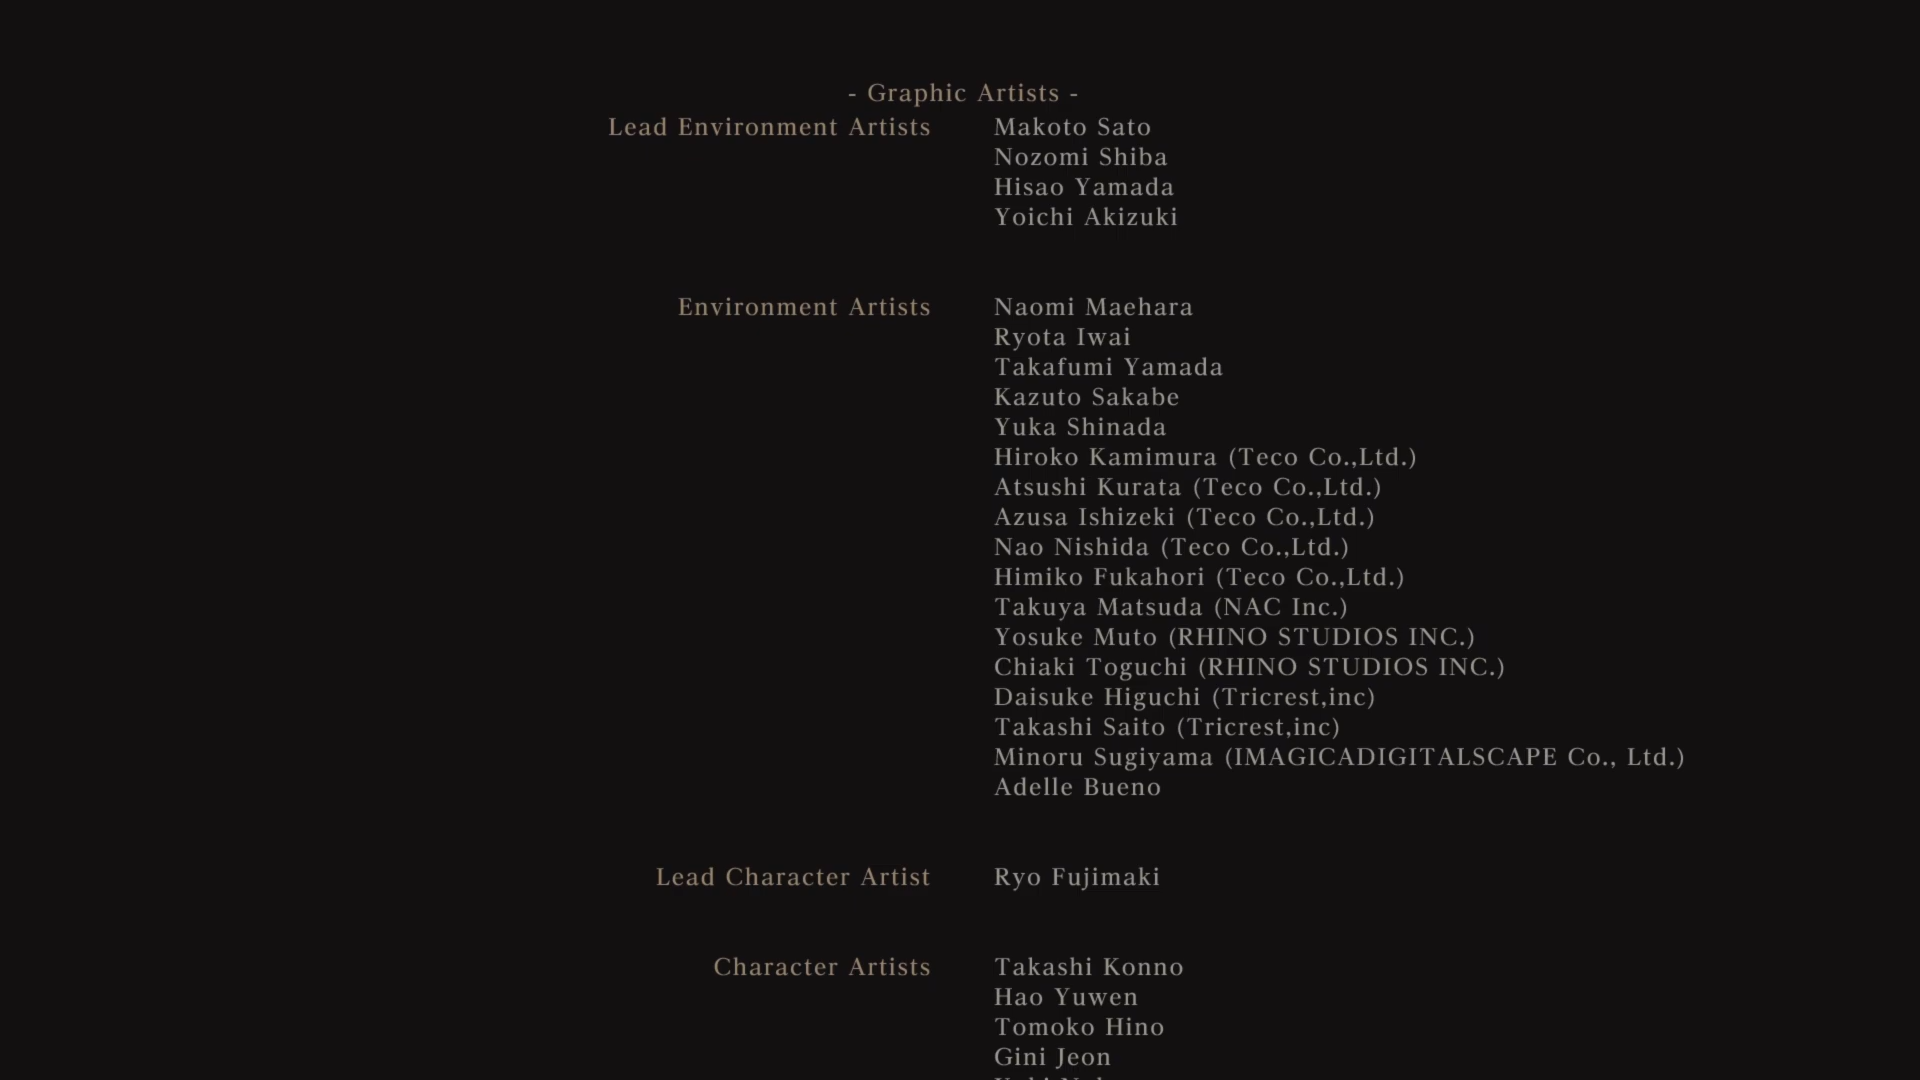 - Graphic Artists -
Lead Environment Artists Makoto Sato
Nozomi Shiba
Hisao Yamada
Yoichi Akizuki
Environment Artists Naomi Maehara
Ryota Iwai
Takafumi Yamada
Kazuto Sakabe
Yuka Shinada
Hiroko Kamimura (Teco Co.,Ltd.)
Atsushi Kurata (Teco Co.,Ltd.)
Azusa Ishizeki (Teco Co.,Ltd.)
Nao Nishida (Teco Co.,Ltd.)
Himiko Fukahori (Teco Co.,Ltd.)
Takuya Matsuda (NAC Inc.)
Yosuke Muto (RHINO STUDIOS INC.)
Chiaki Toguchi (RHINO STUDIOS INC.)
Daisuke Higuchi (Tricrest,inc)
Takashi Saito (Tricrest,inc)
Minoru Sugiyama (IMAGICADIGITALSCAPE Co., Ltd.)
Adelle Bueno
Lead Character Artist Ryo Fujimaki
Character Artists Takashi Konno
Hao Yuwen
Tomoko Hino
Gini Jeon